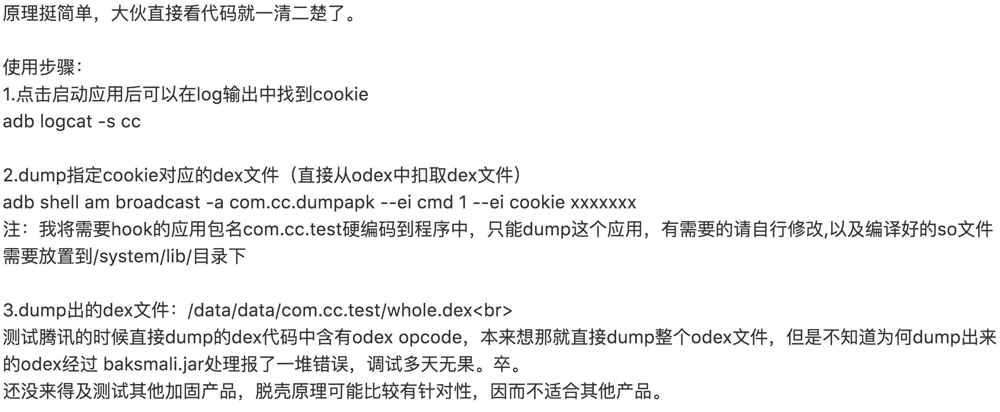 原理挺简单，大伙直接看代码就一清二楚了。
使用步骤：
1.点击启动应用后可以在log输出中找到cookie
adb logcat -s cc
2.dump指定cookie对应的dex文件（直接从odex中扣取dex文件）
adb shell am broadcast -a com.cc.dumpapk --ei cmd 1 --ei cookie xxxxxxxx
注：我将需要hook的应用包名com.cc.test硬编码到程序中，只能dump这个应用，有需要的请自行修改,以及编译好的so文件
需要放置到/system/lib/目录下
3.dump出的dex文件：/data/data/com.cc.test/whole.dex<br>
测试腾讯的时候直接dump的dex代码中含有odex opcode，本来想那就直接dump整个odex文件，但是不知道为何dump出来
的odex经过 baksmali.jar处理报了一堆错误，调试多天无果。卒。
还没来得及测试其他加固产品，脱壳原理可能比较有针对性，因而不适合其他产品。